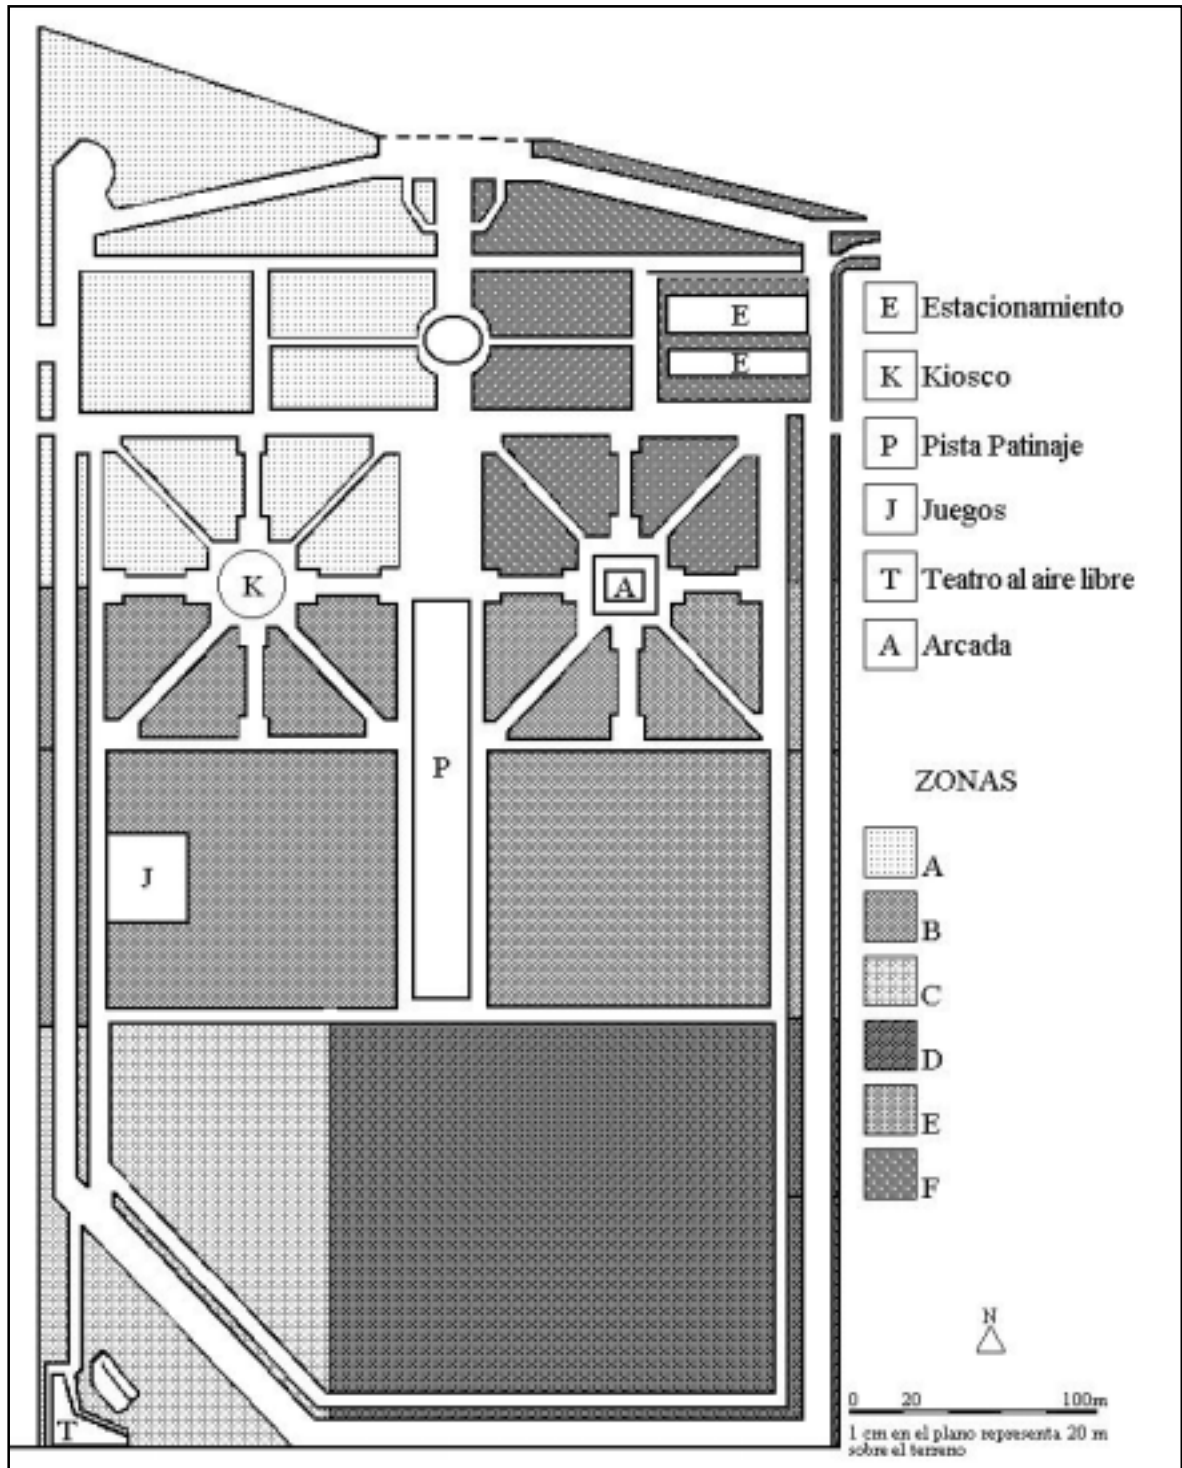 E
E
K
A
P
J
T
E Estacionamiento
K Kiosco
P Pista Patinaje
J Juegos
T Teatro al aire libre
A Arcada
ZONAS
A
B
C
D
E
F
N
0 20 100m
1 cm en el plano representa 20 m
sobre el terreno